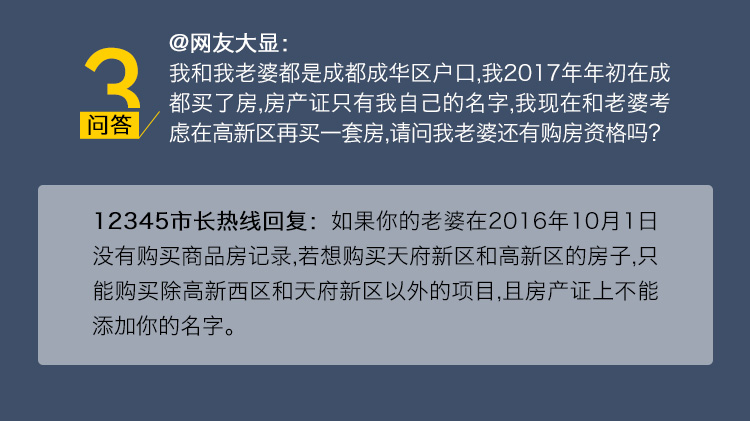 3
问答
@网友大显：
我和我老婆都是成都成华区户口,我2017年年初在成
都买了房,房产证只有我自己的名字,我现在和老婆考
虑在高新区再买一套房,请问我老婆还有购房资格吗?
12345市长热线回复：如果你的老婆在2016年10月1日
没有购买商品房记录,若想购买天府新区和高新区的房子,只
能购买除高新西区和天府新区以外的项目,且房产证上不能
添加你的名字。